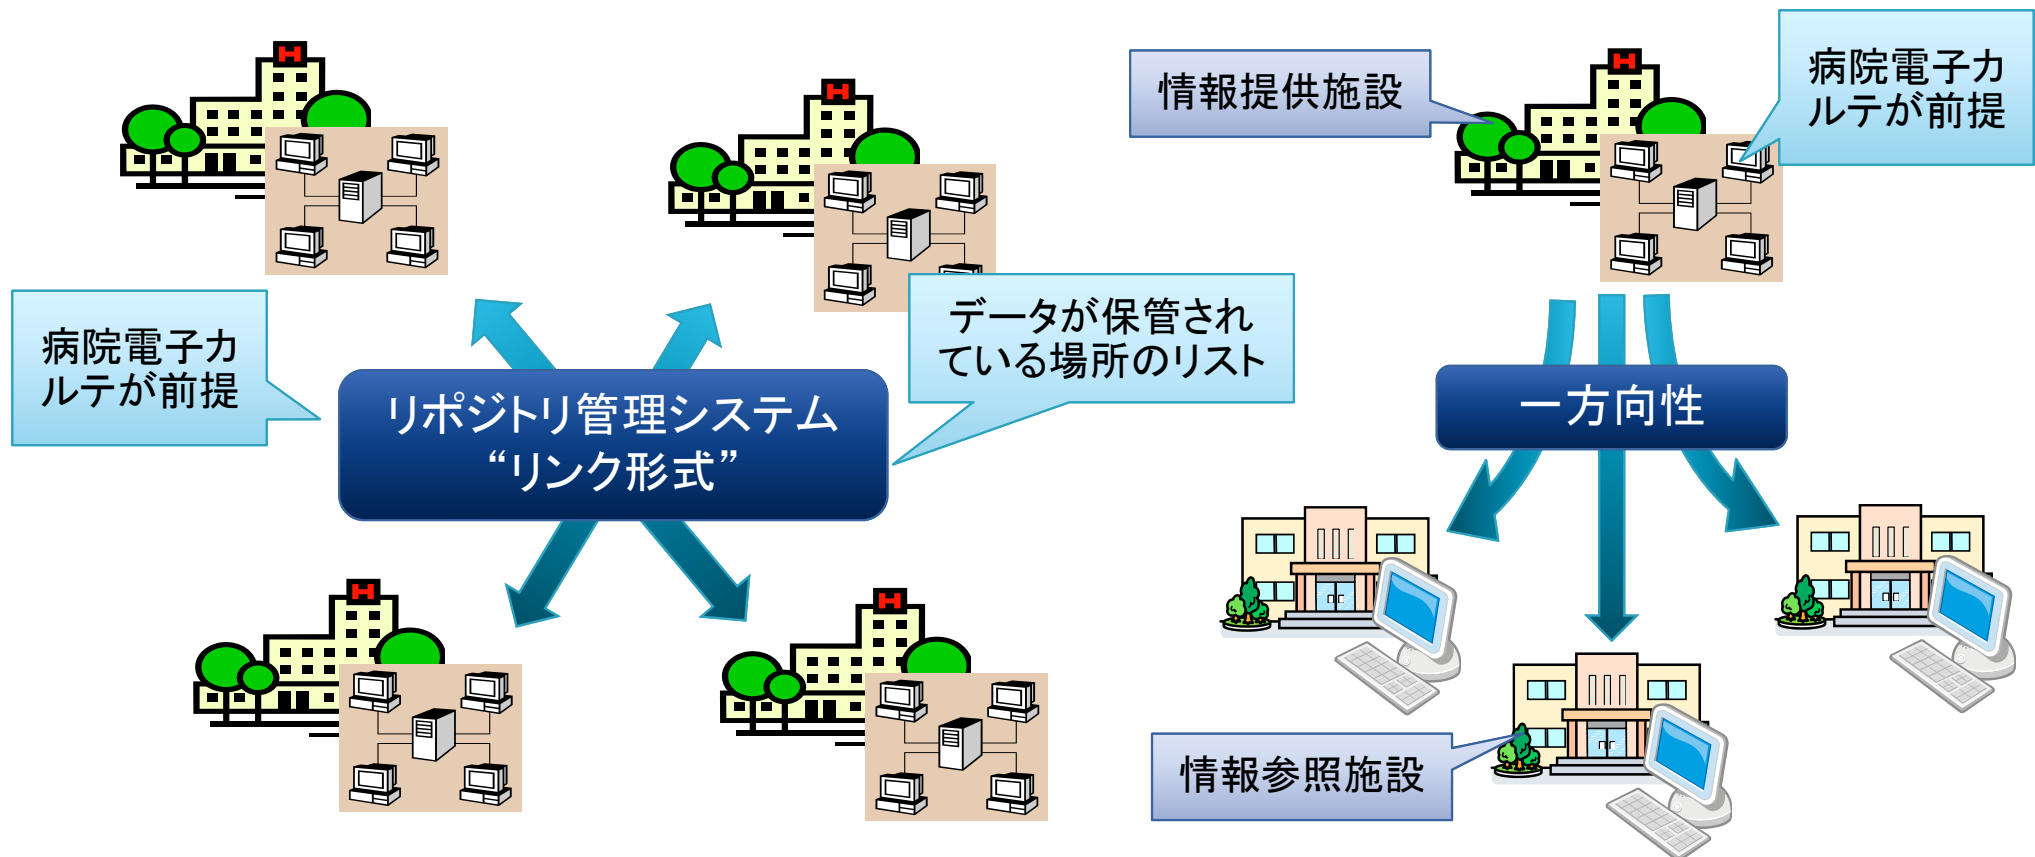 情報提供施設
病院電子カ
ルテが前提
病院電子カ
ルテが前提
データが保管され
ている場所のリスト
リポジトリ管理システム
“リンク形式”
一方向性
情報参照施設
H
H
H
H
H